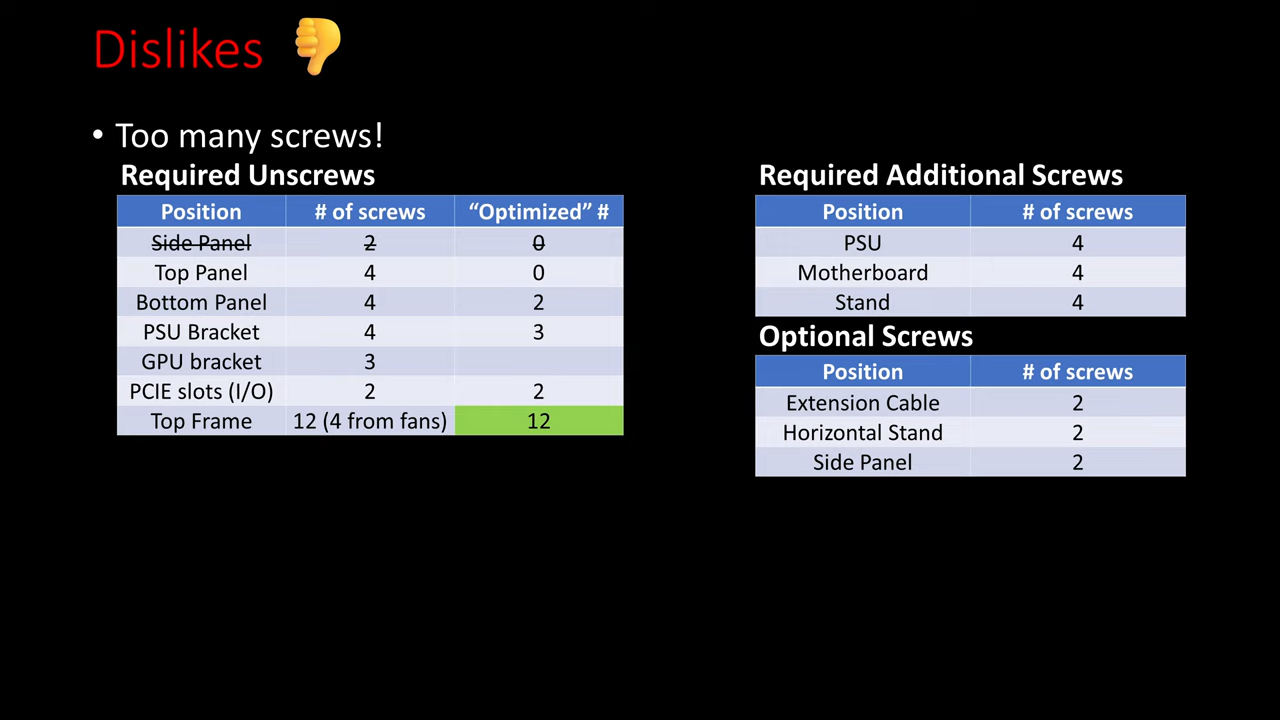 Dislikes 👎
• Too many screws!
Required Unscrews
Position # of screws “Optimized” #
Side Panel 2 0
Top Panel 4 0
Bottom Panel 4 2
PSU Bracket 4 3
GPU bracket 3
PCIE slots (I/O) 2 2
Top Frame 12 (4 from fans) 12
Required Additional Screws
Position # of screws
PSU 4
Motherboard 4
Stand 4
Optional Screws
Position # of screws
Extension Cable 2
Horizontal Stand 2
Side Panel 2